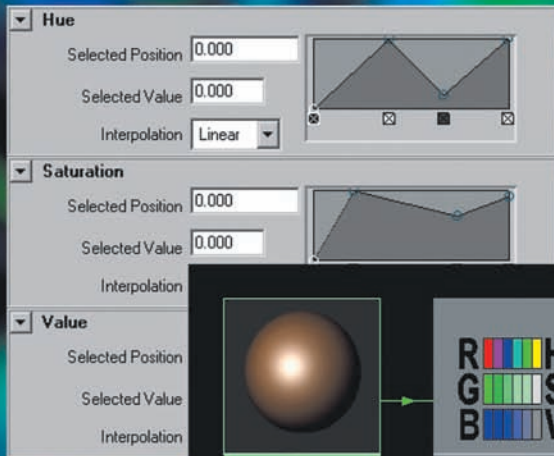 Hue
Selected Position 0.000
Selected Value 0.000
Interpolation Linear
Saturation
Selected Position 0.000
Selected Value 0.000
Interpolation
Value
Selected Position
Selected Value
Interpolation
R H
G S
B V